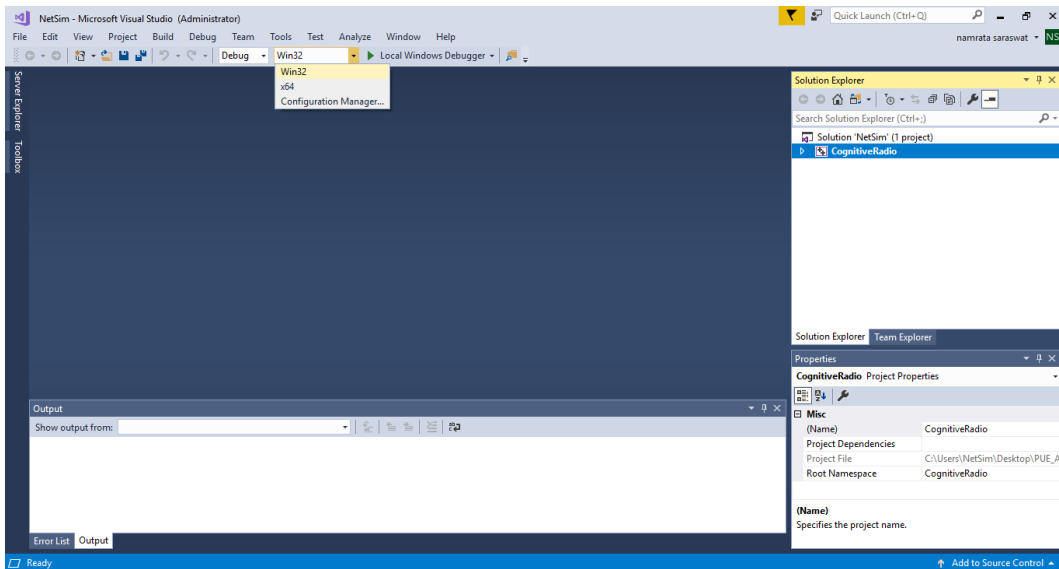 NetSim - Microsoft Visual Studio (Administrator)
Quick Launch (Ctrl+Q)
File Edit View Project Build Debug Team Tools Test Analyze Window Help
namrata saraswat NS
Debug Win32 Local Windows Debugger
Win32
x64
Configuration Manager...
Server Explorer
Toolbox
Solution Explorer
Search Solution Explorer (Ctrl+;)
Solution 'NetSim' (1 project)
CognitiveRadio
Solution Explorer Team Explorer
Properties
CognitiveRadio Project Properties
Misc
(Name) CognitiveRadio
Project Dependencies
Project File C:\Users\NetSim\Desktop\PUE_A
Root Namespace CognitiveRadio
(Name)
Specifies the project name.
Output
Show output from:
Error List Output
Ready
Add to Source Control